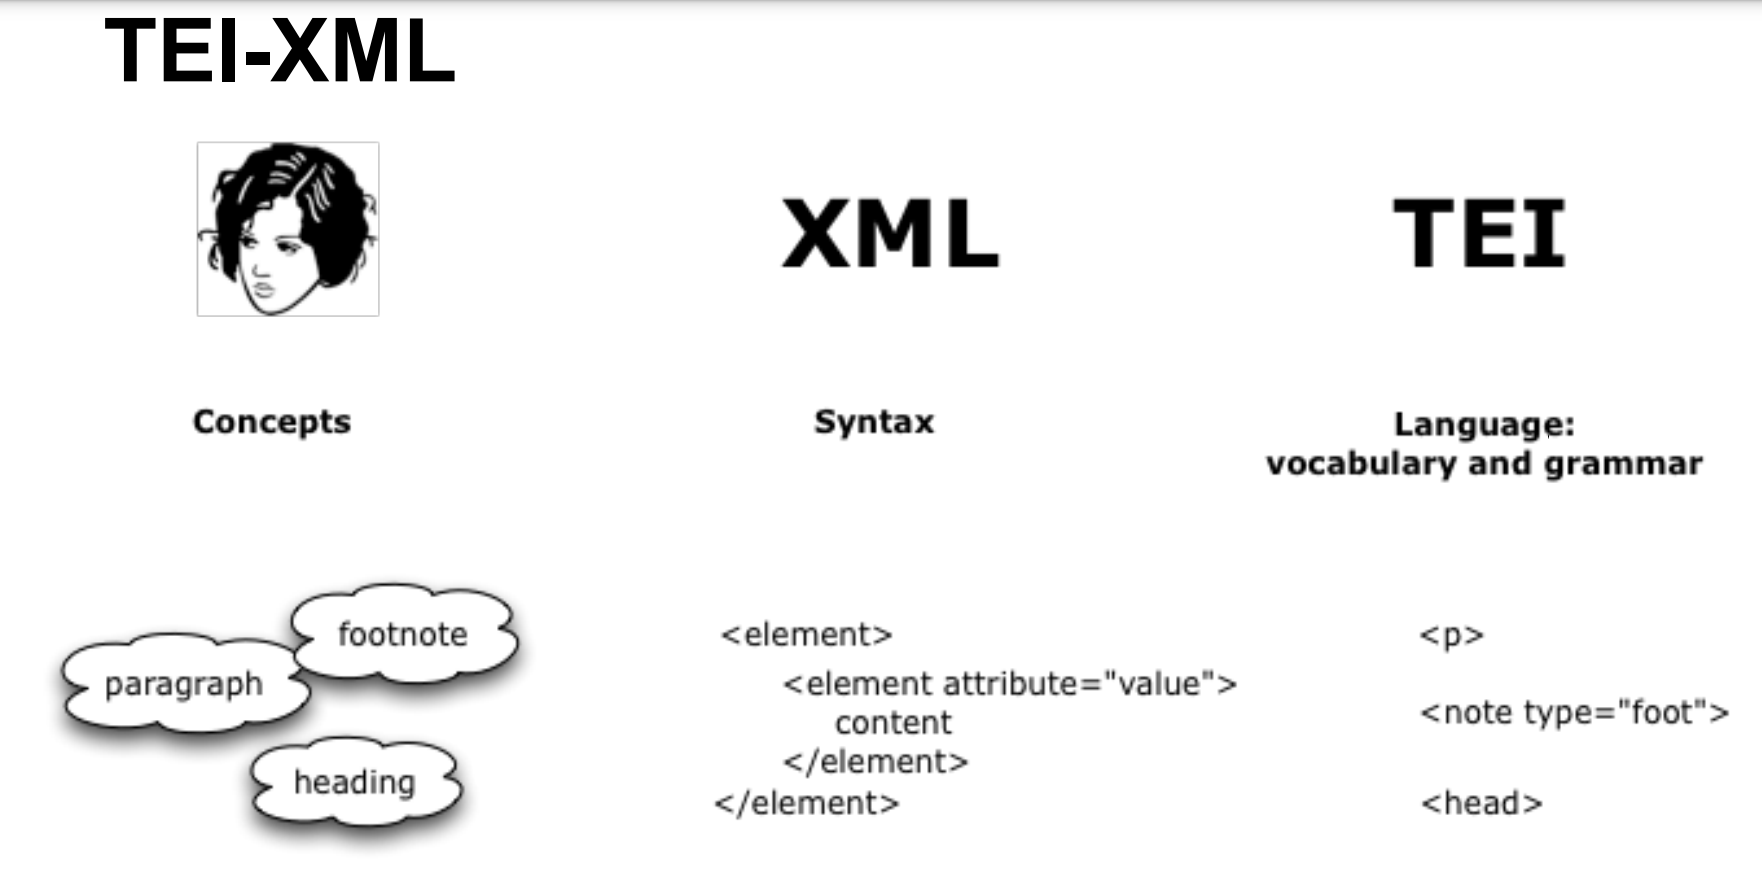 TEI-XML
XML
TEI
Concepts
Syntax
Language:
vocabulary and grammar
footnote
paragraph
heading
<element>
<element attribute="value">
content
</element>
</element>
<p>
<note type="foot">
<head>